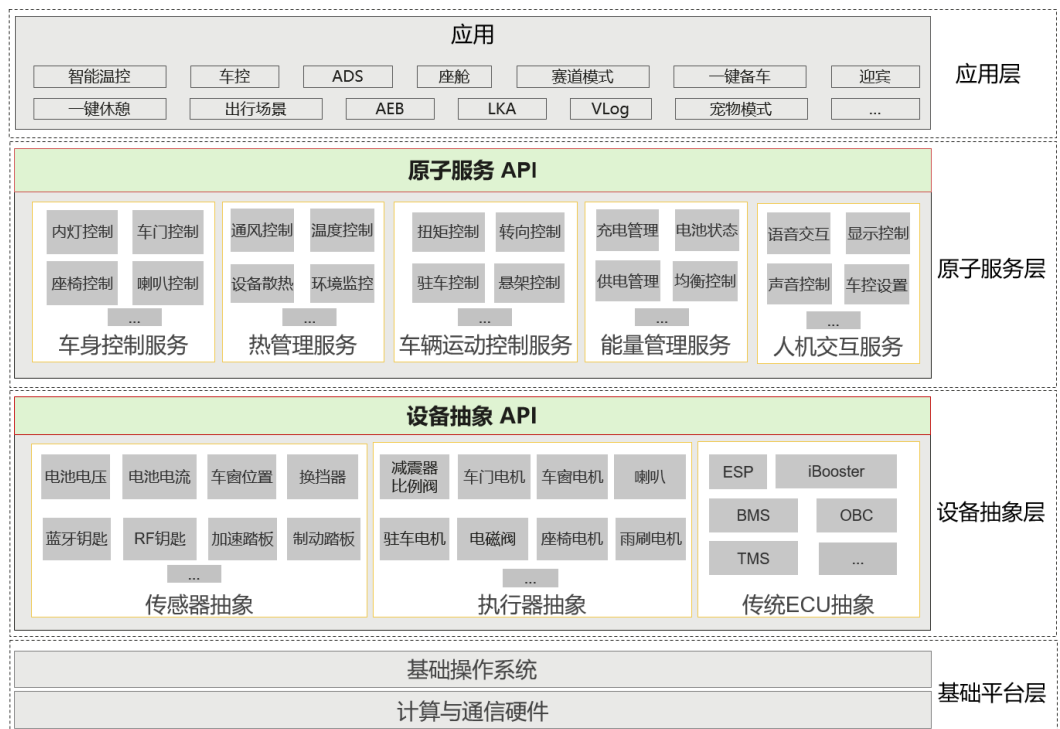 应用
应用层
智能温控 车控 ADS 座舱 赛道模式 一键备车 迎宾
一键休憩 出行场景 AEB LKA VLog 宠物模式 ...
原子服务 API
原子服务层
内灯控制 车门控制 通风控制 温度控制 扭矩控制 转向控制 充电管理 电池状态 语音交互 显示控制
座椅控制 喇叭控制 设备散热 环境监控 驻车控制 悬架控制 供电管理 均衡控制 声音控制 车控设置
... ... ... ... ...
车身控制服务 热管理服务 车辆运动控制服务 能量管理服务 人机交互服务
设备抽象 API
设备抽象层
电池电压 电池电流 车窗位置 换挡器 减震器
比例阀 车门电机 车窗电机 喇叭 ESP iBooster
蓝牙钥匙 RF钥匙 加速踏板 制动踏板 驻车电机 电磁阀 座椅电机 雨刷电机 BMS OBC
TMS ...
... ...
传感器抽象 执行器抽象 传统ECU抽象
基础操作系统
基础平台层
计算与通信硬件